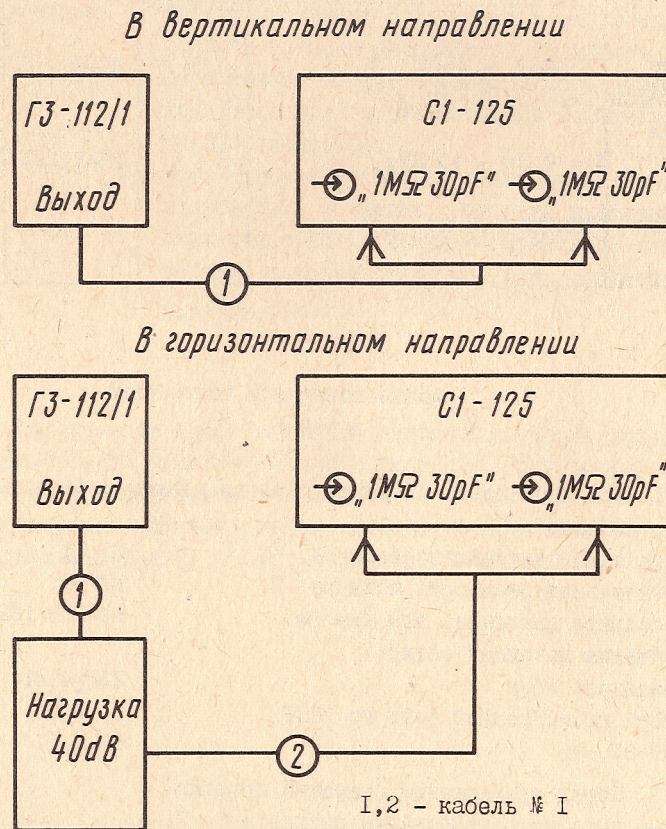 В вертикальном направлении
Г3-112/1
С1-125
„1MΩ 30pF" „1MΩ 30pF"
Выход
1
В горизонтальном направлении
Г3-112/1
С1-125
„1MΩ 30pF" „1MΩ 30pF"
Выход
1
Нагрузка
40dB
2
I,2 - кабель № I